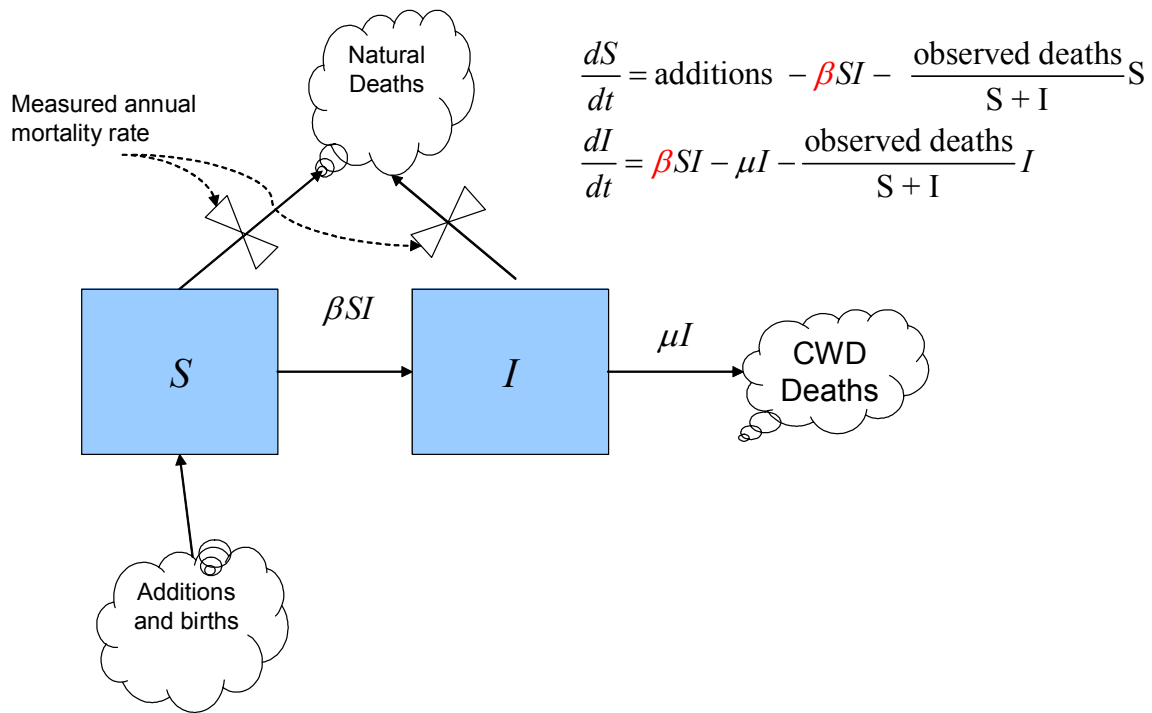 Natural
Deaths
dS/dt = additions − βSI − (observed deaths)/(S + I) S
Measured annual
mortality rate
dI/dt = βSI − μI − (observed deaths)/(S + I) I
βSI
μI
S
I
CWD
Deaths
Additions
and births